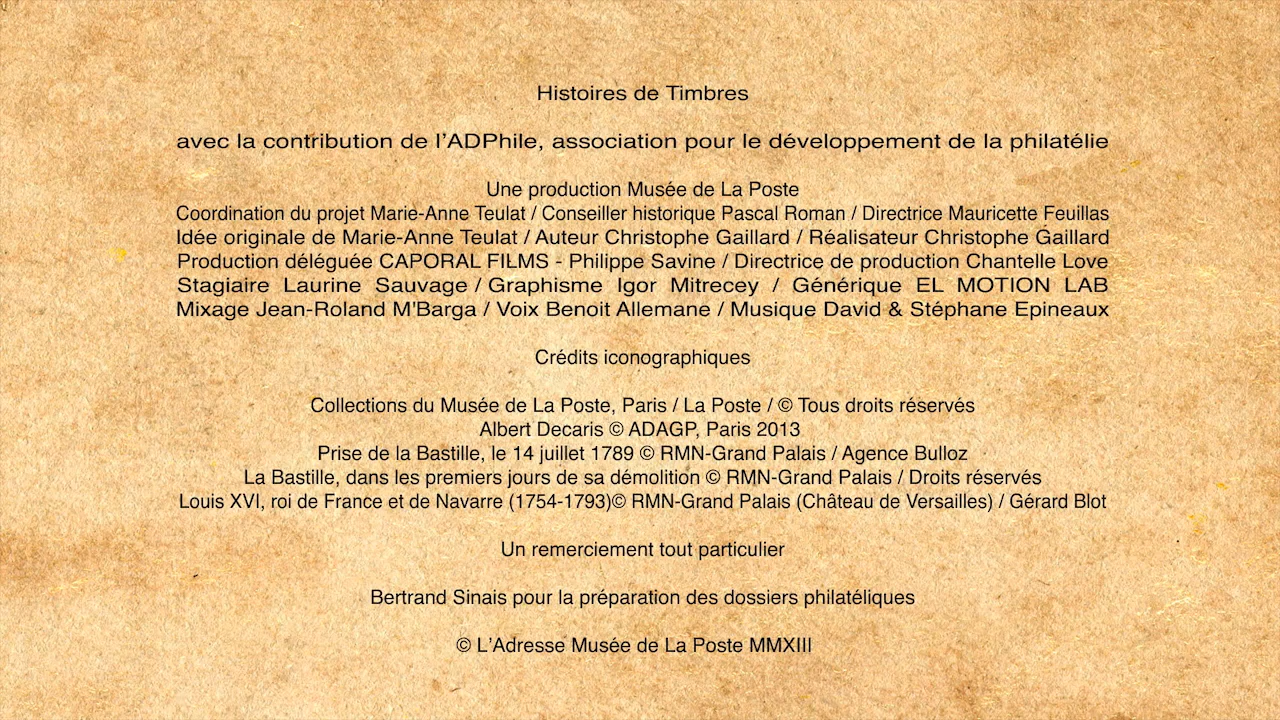 Histoires de Timbres
avec la contribution de l'ADPhile, association pour le développement de la philatélie
Une production Musée de La Poste
Coordination du projet Marie-Anne Teulat / Conseiller historique Pascal Roman / Directrice Mauricette Feuillas
Idée originale de Marie-Anne Teulat / Auteur Christophe Gaillard / Réalisateur Christophe Gaillard
Production déléguée CAPORAL FILMS - Philippe Savine / Directrice de production Chantelle Love
Stagiaire Laurine Sauvage / Graphisme Igor Mitrecey / Générique EL MOTION LAB
Mixage Jean-Roland M'Barga / Voix Benoit Allemane / Musique David & Stéphane Epineaux
Crédits iconographiques
Collections du Musée de La Poste, Paris / La Poste / © Tous droits réservés
Albert Decaris © ADAGP, Paris 2013
Prise de la Bastille, le 14 juillet 1789 © RMN-Grand Palais / Agence Bulloz
La Bastille, dans les premiers jours de sa démolition © RMN-Grand Palais / Droits réservés
Louis XVI, roi de France et de Navarre (1754-1793)© RMN-Grand Palais (Château de Versailles) / Gérard Blot
Un remerciement tout particulier
Bertrand Sinais pour la préparation des dossiers philatéliques
© L'Adresse Musée de La Poste MMXIII